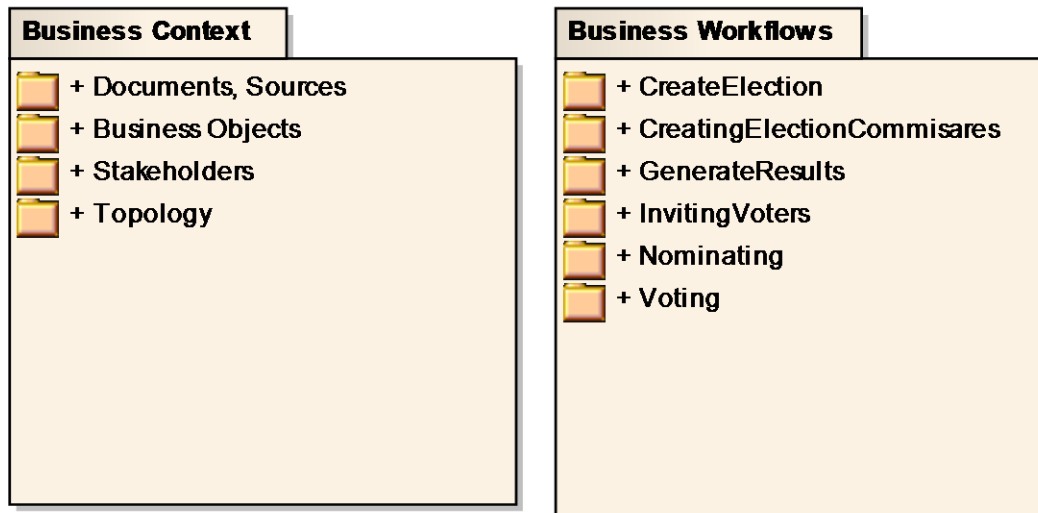 Business Context
+ Documents, Sources
+ Business Objects
+ Stakeholders
+ Topology
Business Workflows
+ CreateElection
+ CreatingElectionCommisares
+ GenerateResults
+ InvitingVoters
+ Nominating
+ Voting